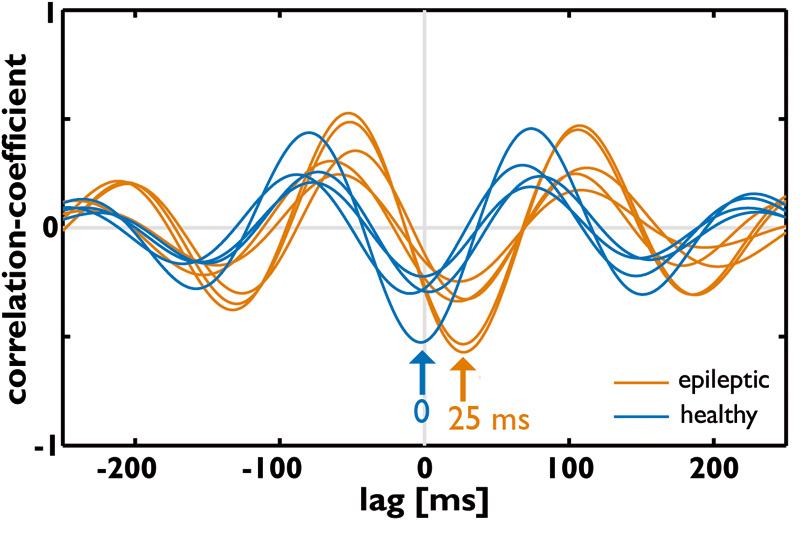 correlation-coefficient
1
0
-1
0
25 ms
epileptic
healthy
-200
-100
0
100
200
lag [ms]